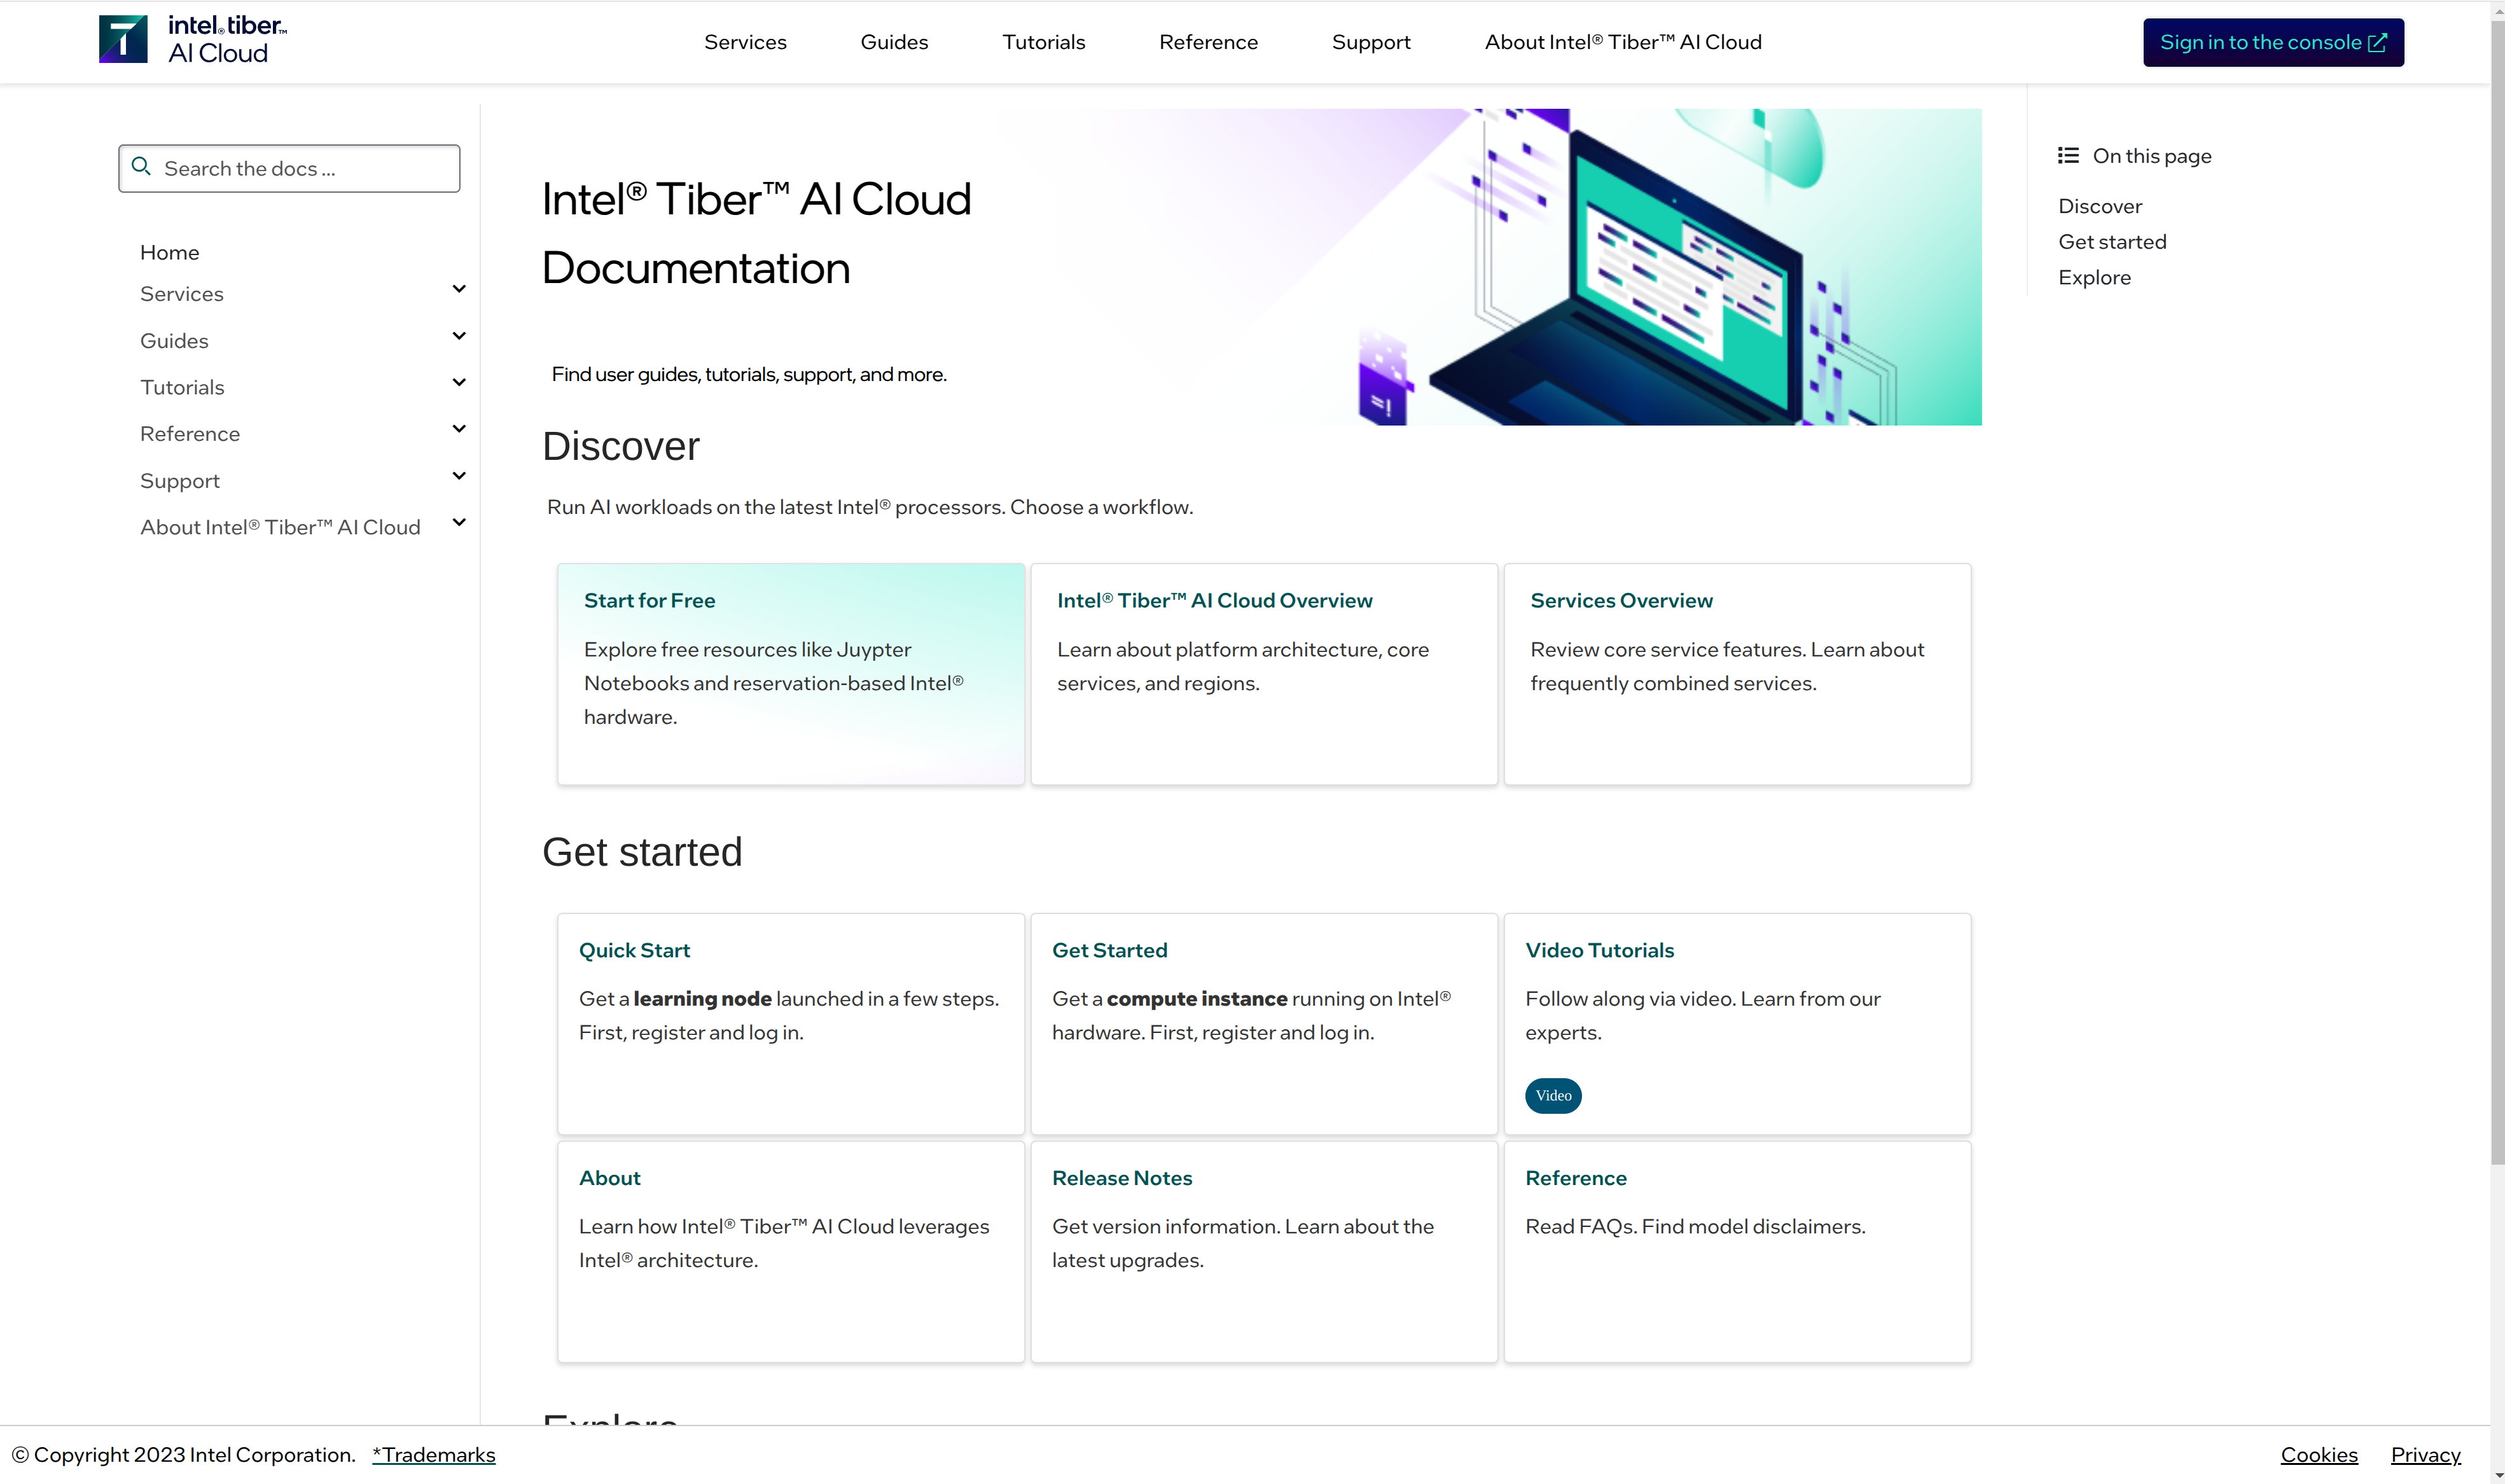 intel® tiber™
AI Cloud
Services
Guides
Tutorials
Reference
Support
About Intel® Tiber™ AI Cloud
Sign in to the console
Search the docs ...
Home
Services
Guides
Tutorials
Reference
Support
About Intel® Tiber™ AI Cloud
Intel® Tiber™ AI Cloud
Documentation
Find user guides, tutorials, support, and more.
=!
On this page
Discover
Get started
Explore
Discover
Run AI workloads on the latest Intel® processors. Choose a workflow.
Start for Free
Explore free resources like Juypter
Notebooks and reservation-based Intel®
hardware.
Intel® Tiber™ AI Cloud Overview
Learn about platform architecture, core
services, and regions.
Services Overview
Review core service features. Learn about
frequently combined services.
Get started
Quick Start
Get a learning node launched in a few steps.
First, register and log in.
Get Started
Get a compute instance running on Intel®
hardware. First, register and log in.
Video Tutorials
Follow along via video. Learn from our
experts.
Video
About
Learn how Intel® Tiber™ AI Cloud leverages
Intel® architecture.
Release Notes
Get version information. Learn about the
latest upgrades.
Reference
Read FAQs. Find model disclaimers.
Explore
© Copyright 2023 Intel Corporation.
*Trademarks
Cookies
Privacy